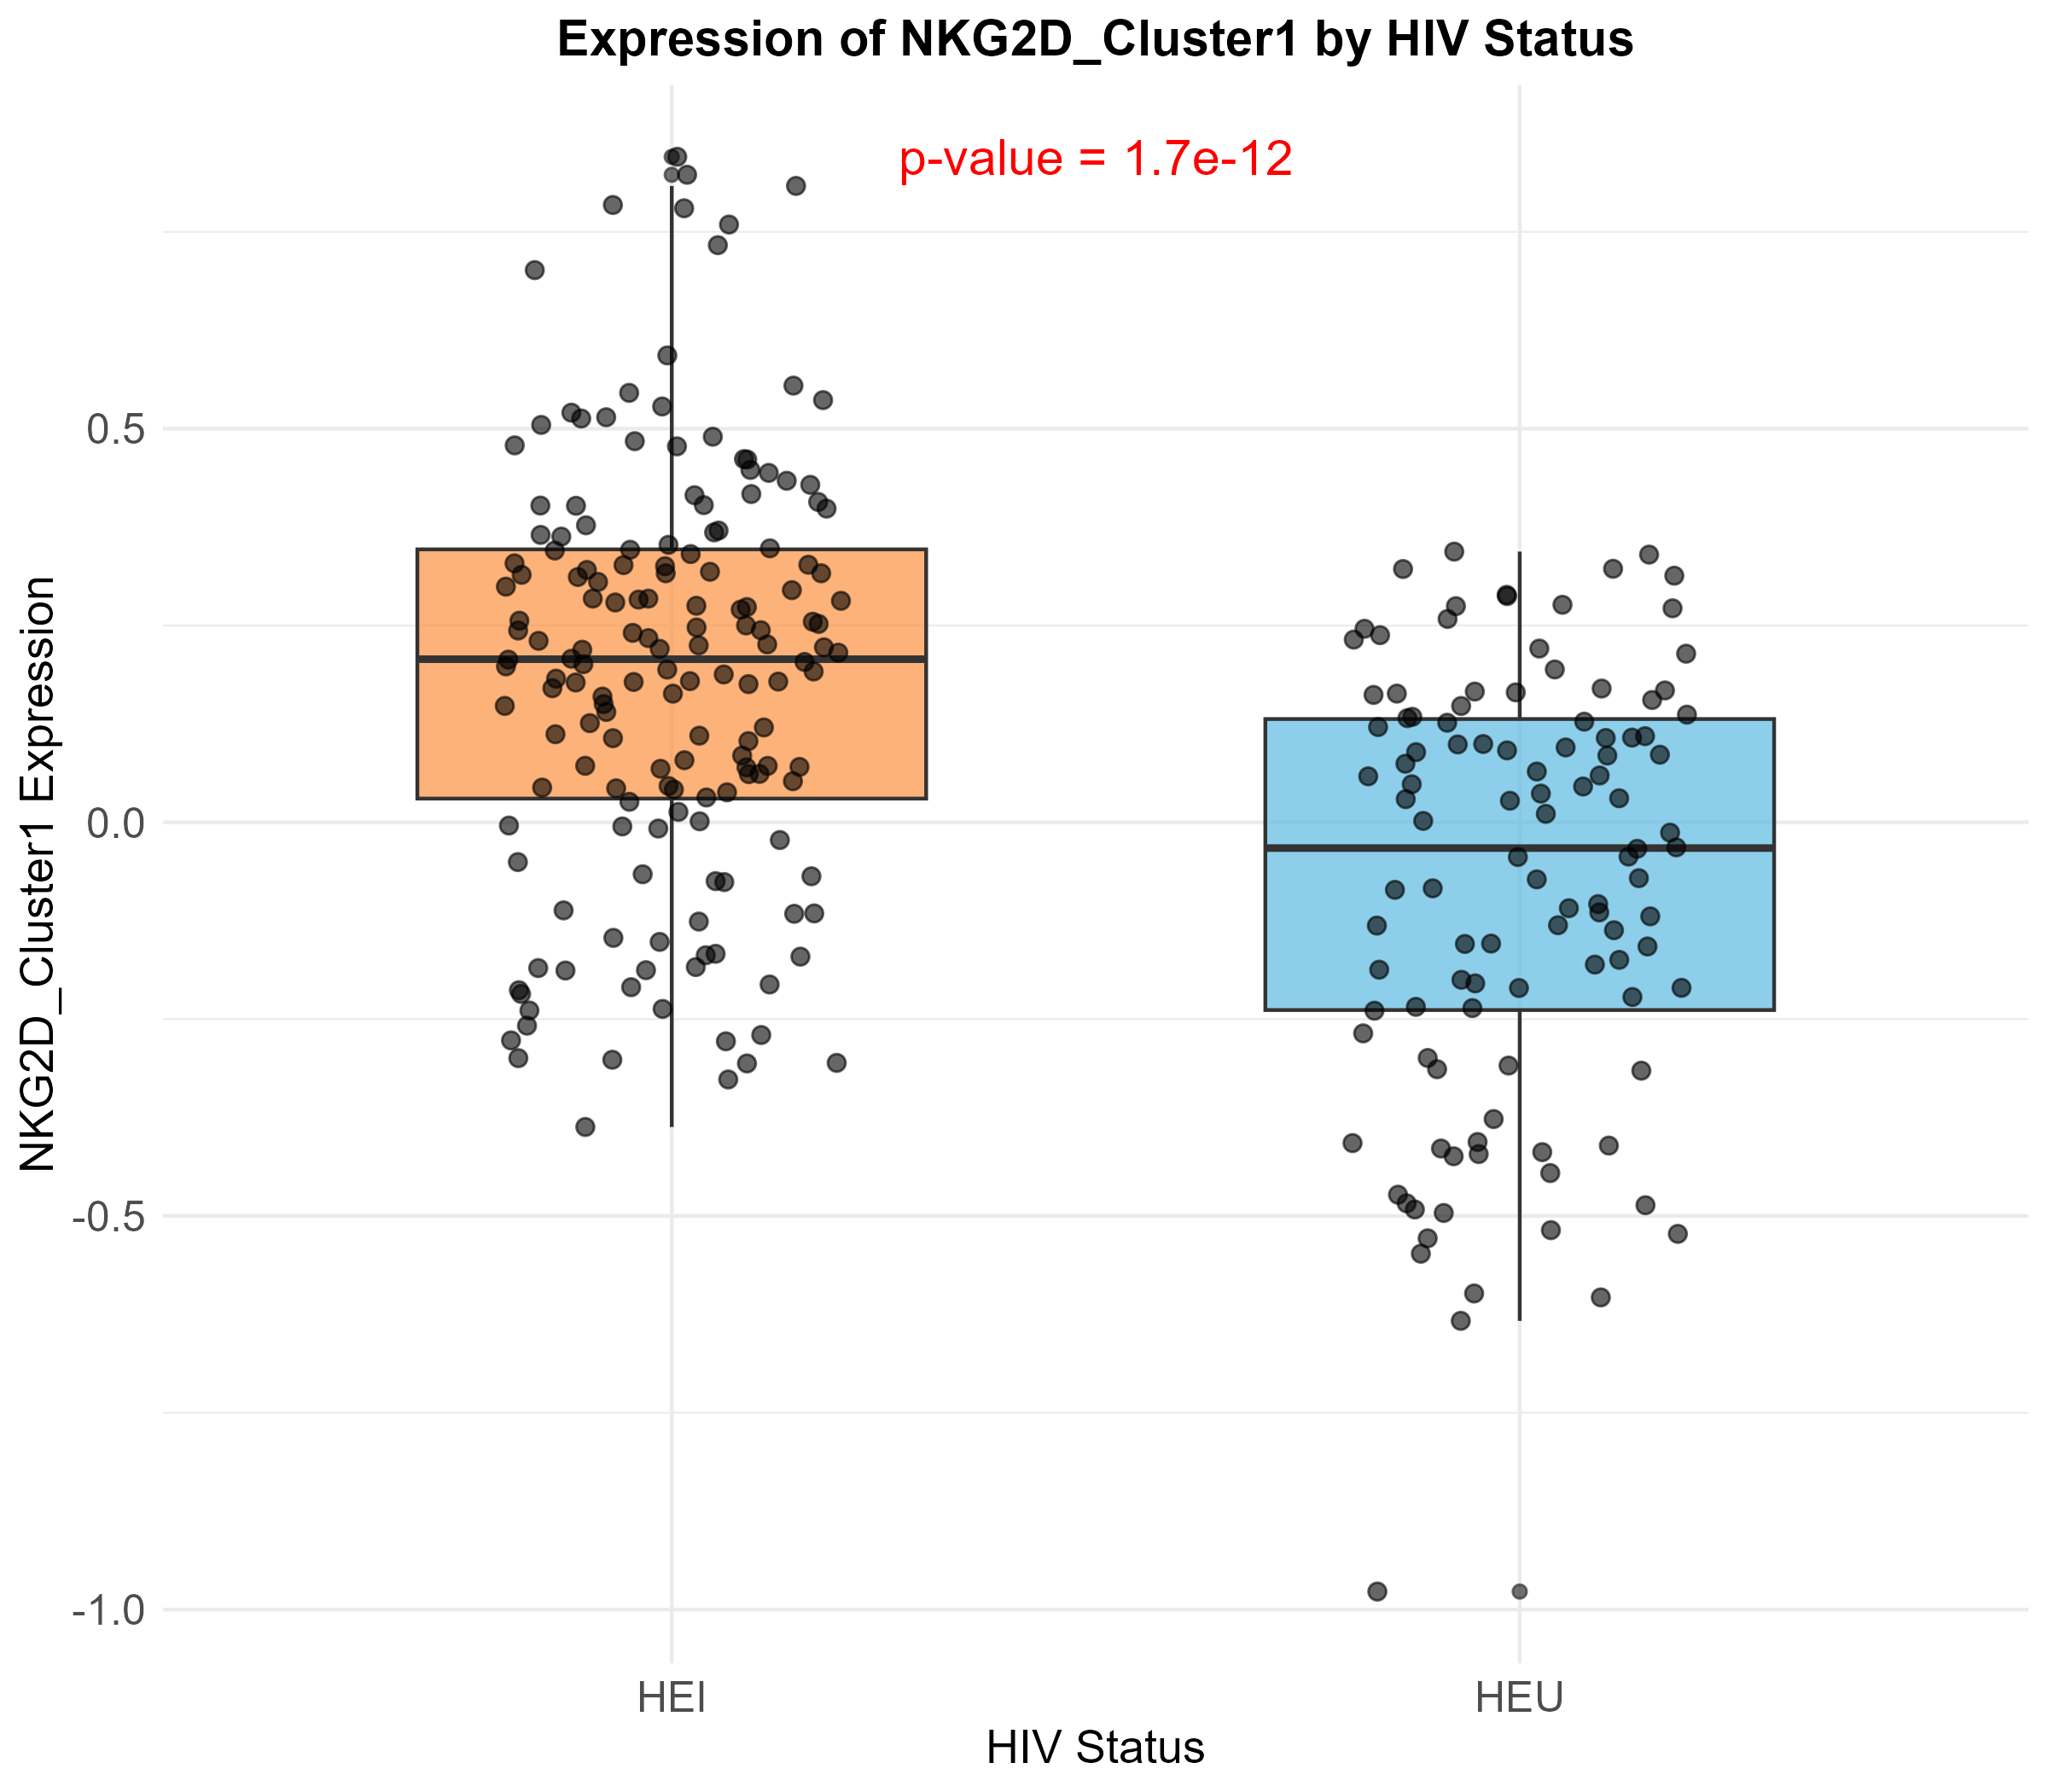 Expression of NKG2D_Cluster1 by HIV Status
p-value = 1.7e-12
NKG2D_Cluster1 Expression
0.5
0.0
-0.5
-1.0
HEI
HEU
HIV Status